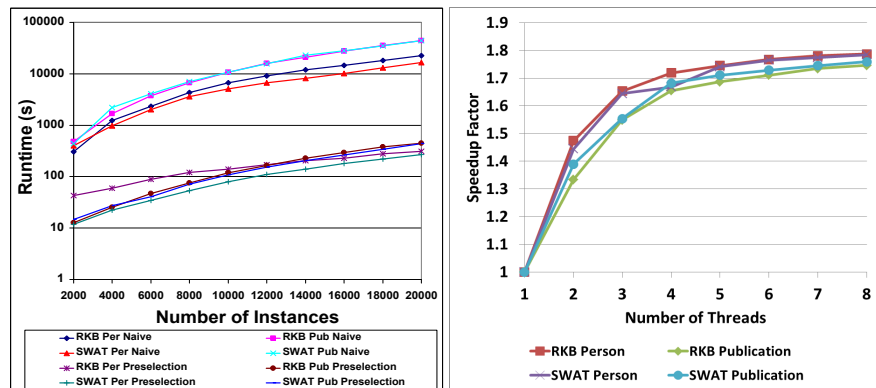 Runtime (s)
100000
10000
1000
100
10
1
2000 4000 6000 8000 10000 12000 14000 16000 18000 20000
Number of Instances
RKB Per Naive
RKB Pub Naive
SWAT Per Naive
SWAT Pub Naive
RKB Per Preselection
RKB Pub Preselection
SWAT Per Preselection
SWAT Pub Preselection
Speedup Factor
1.9
1.8
1.7
1.6
1.5
1.4
1.3
1.2
1.1
1
1 2 3 4 5 6 7 8
Number of Threads
RKB Person
RKB Publication
SWAT Person
SWAT Publication